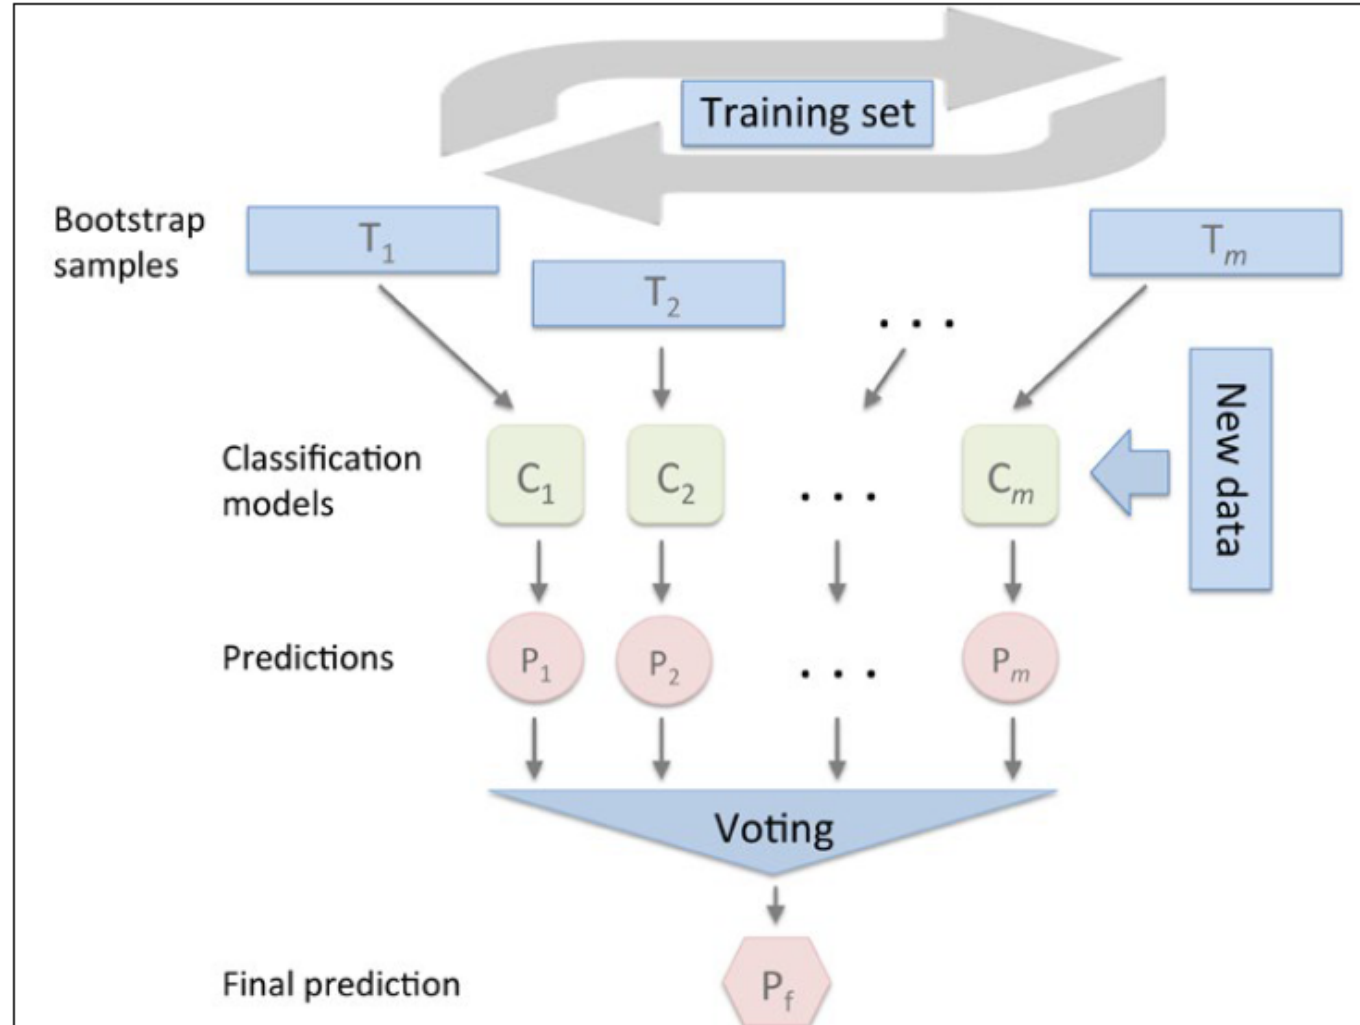 Training set
Bootstrap
samples
T1
T2
. . .
Tm
Classification
models
C1
C2
. . .
Cm
New data
Predictions
P1
P2
. . .
Pm
Voting
Final prediction
Pf